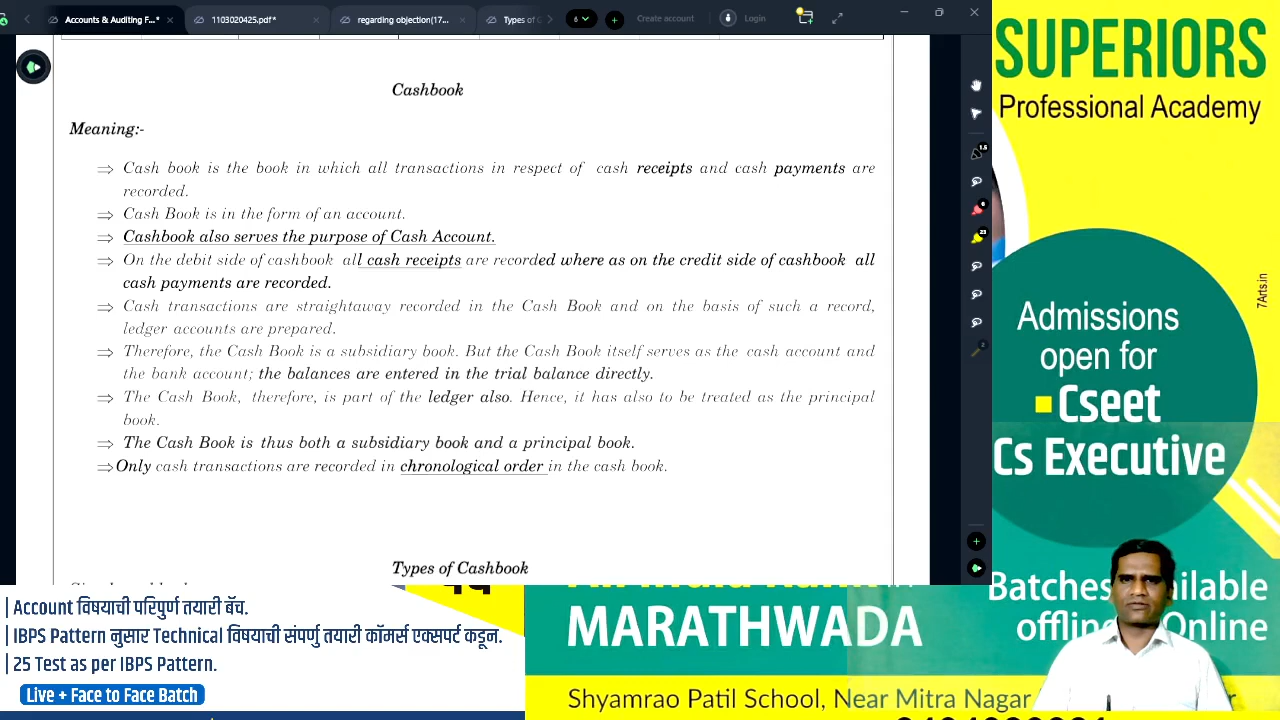 Accounts & Auditing F...*
1103020425.pdf*
regarding objection(17...
Types of
6
Create account
Login
Cashbook
Meaning:-
⇒ Cash book is the book in which all transactions in respect of cash receipts and cash payments are
recorded.
⇒ Cash Book is in the form of an account.
⇒ Cashbook also serves the purpose of Cash Account.
⇒ On the debit side of cashbook all cash receipts are recorded where as on the credit side of cashbook all
cash payments are recorded.
⇒ Cash transactions are straightaway recorded in the Cash Book and on the basis of such a record,
ledger accounts are prepared.
⇒ Therefore, the Cash Book is a subsidiary book. But the Cash Book itself serves as the cash account and
the bank account; the balances are entered in the trial balance directly.
⇒ The Cash Book, therefore, is part of the ledger also. Hence, it has also to be treated as the principal
book.
⇒ The Cash Book is thus both a subsidiary book and a principal book.
⇒Only cash transactions are recorded in chronological order in the cash book.
Types of Cashbook
1.5
6
23
2
SUPERIORS
Professional Academy
7Arts.in
Admissions
open for
Cseet
Cs Executive
Batches
ilable
offlin
Online
| Account विषयाची परिपुर्ण तयारी बॅच.
| IBPS Pattern नुसार Technical विषयाची संपर्णु तयारी कॉमर्स एक्सपर्ट कडून.
| 25 Test as per IBPS Pattern.
Live + Face to Face Batch
MARATHWADA
Shyamrao Patil School, Near Mitra Nagar